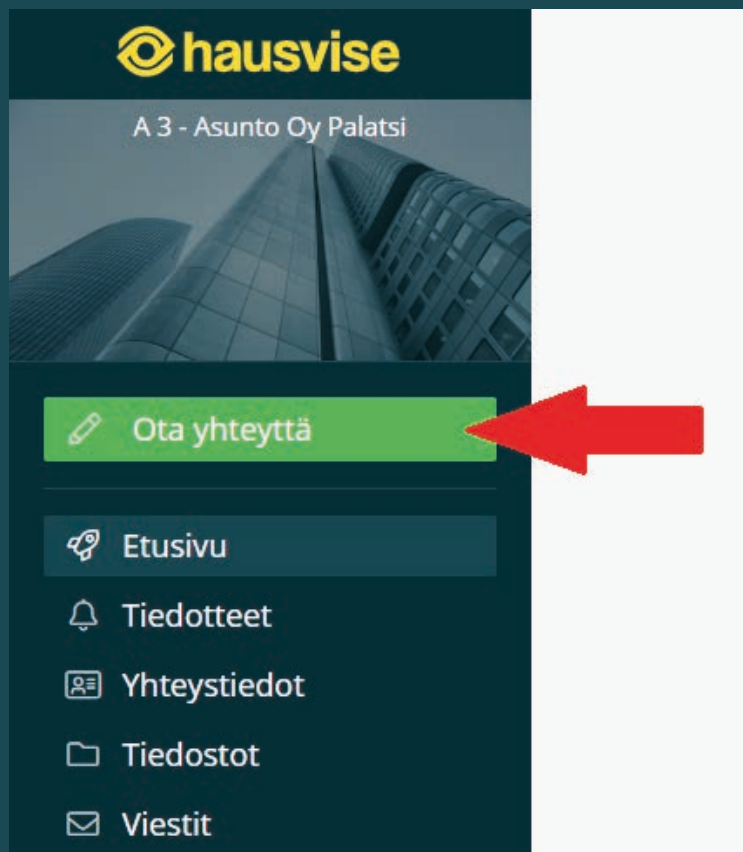 hausvise
A 3 - Asunto Oy Palatsi
Ota yhteyttä
Etusivu
Tiedotteet
Yhteystiedot
Tiedostot
Viestit